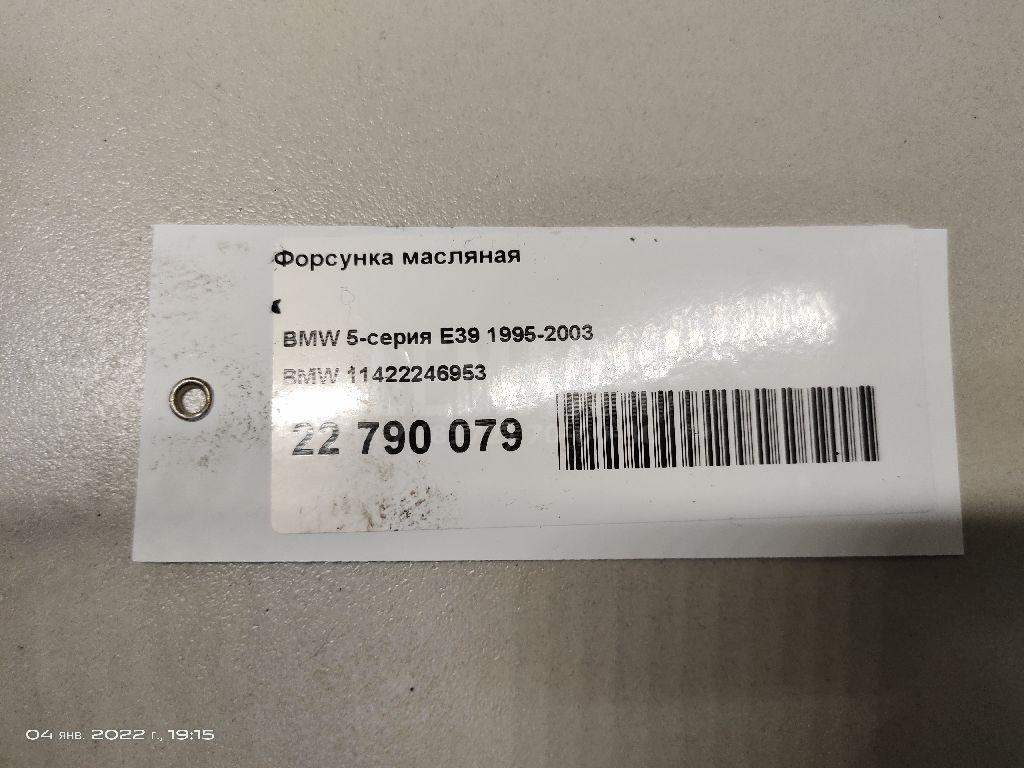 Форсунка масляная
BMW 5-серия E39 1995-2003
BMW 11422246953
22 790 079
04 янв. 2022 г., 19:15